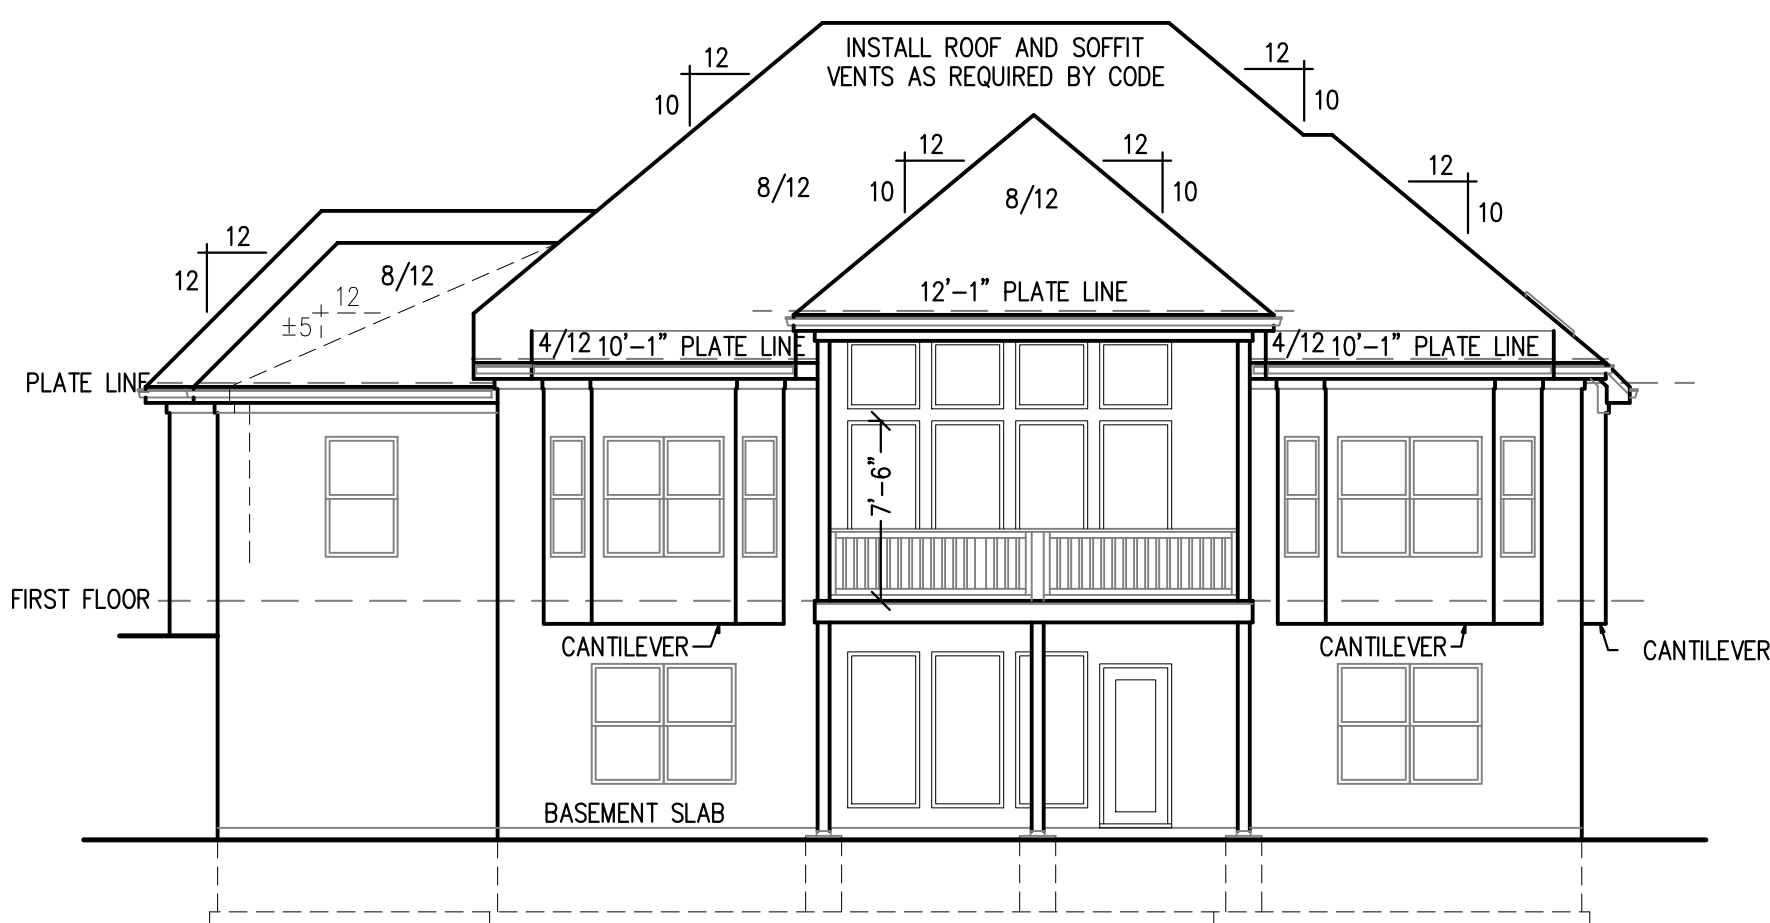 INSTALL ROOF AND SOFFIT
VENTS AS REQUIRED BY CODE
12
10
12
10
12
10
12
10
12
10
8/12
8/12
12
12
8/12
12
±5
12'-1" PLATE LINE
4/12 10'-1" PLATE LINE
4/12 10'-1" PLATE LINE
PLATE LINE
7'-6"
FIRST FLOOR
CANTILEVER
CANTILEVER
CANTILEVER
BASEMENT SLAB